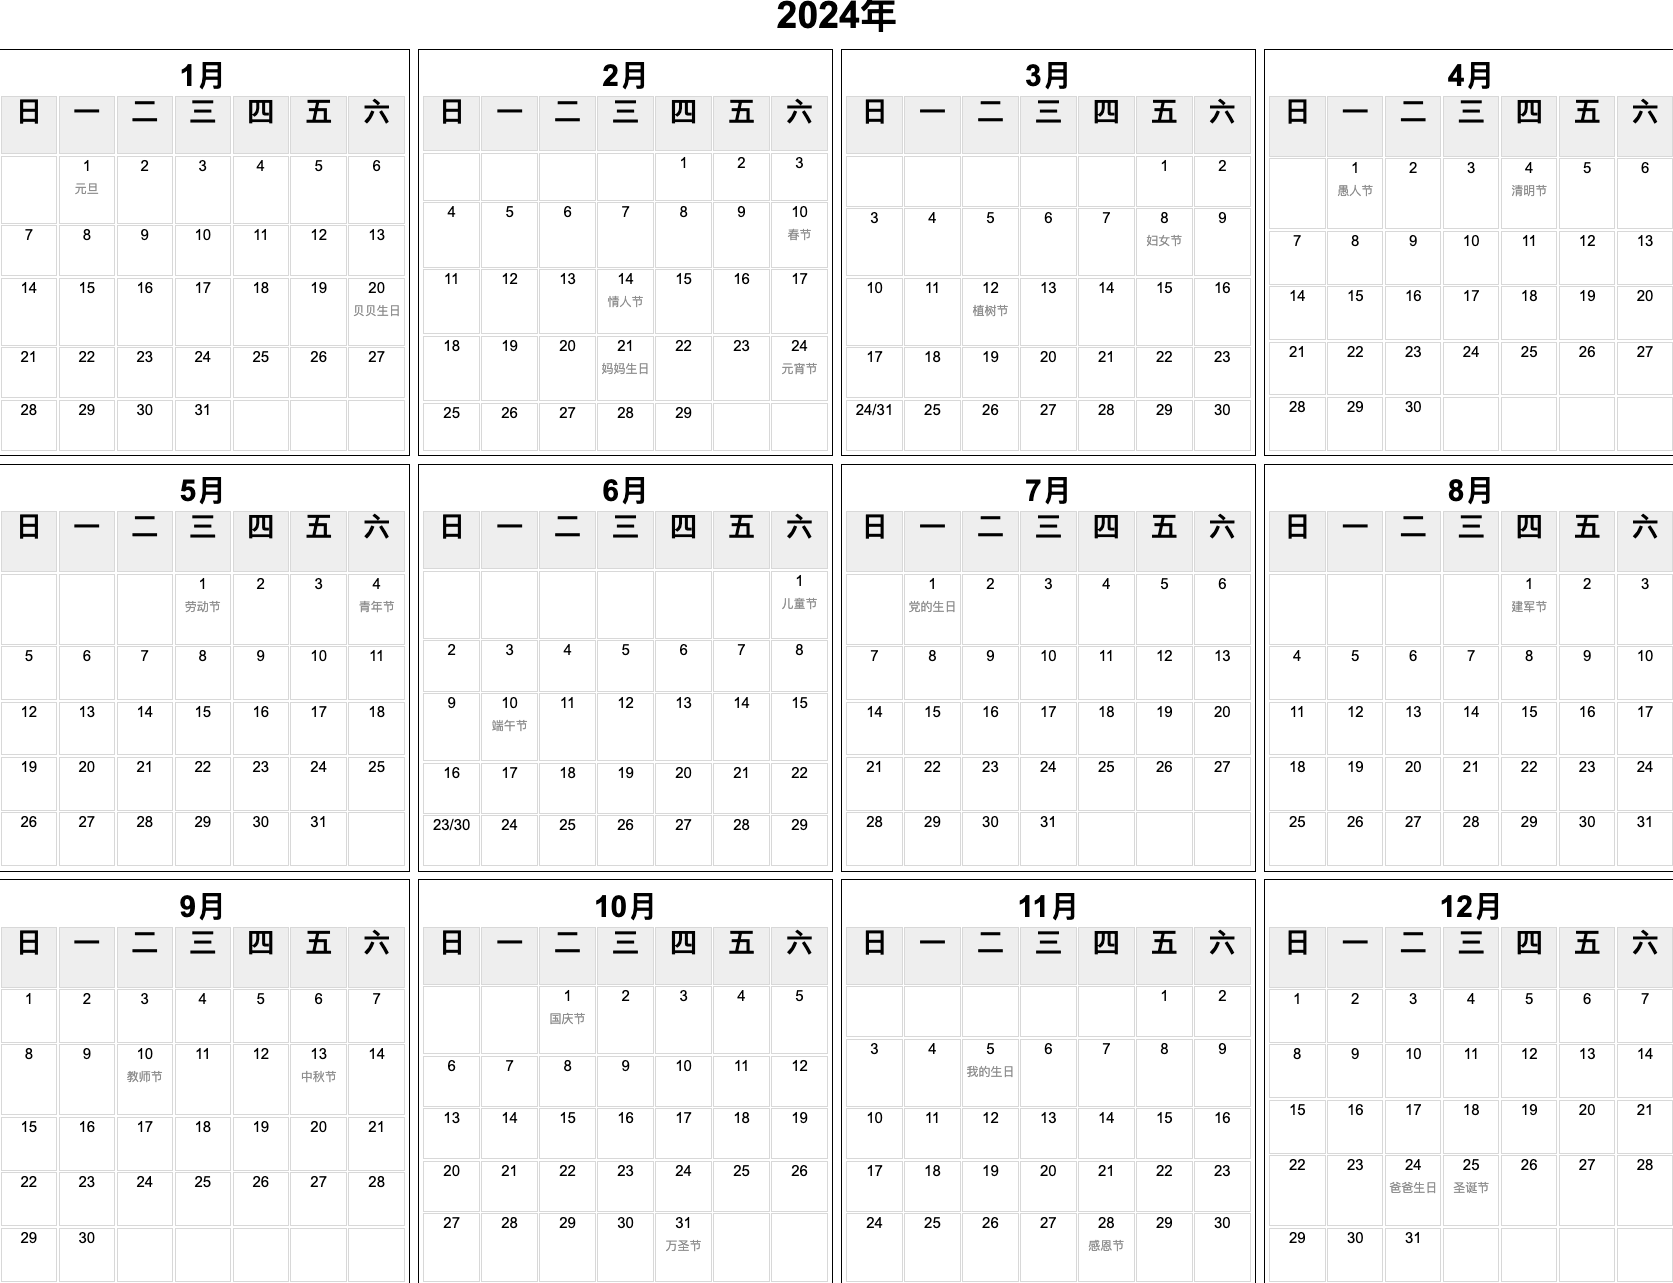 2024年
1月
日 一 二 三 四 五 六
1 2 3 4 5 6
元旦
7 8 9 10 11 12 13
14 15 16 17 18 19 20
贝贝生日
21 22 23 24 25 26 27
28 29 30 31
2月
日 一 二 三 四 五 六
1 2 3
4 5 6 7 8 9 10
春节
11 12 13 14 15 16 17
情人节
18 19 20 21 22 23 24
妈妈生日 元宵节
25 26 27 28 29
3月
日 一 二 三 四 五 六
1 2
3 4 5 6 7 8 9
妇女节
10 11 12 13 14 15 16
植树节
17 18 19 20 21 22 23
24/31 25 26 27 28 29 30
4月
日 一 二 三 四 五 六
1 2 3 4 5 6
愚人节 清明节
7 8 9 10 11 12 13
14 15 16 17 18 19 20
21 22 23 24 25 26 27
28 29 30
5月
日 一 二 三 四 五 六
1 2 3 4
劳动节 青年节
5 6 7 8 9 10 11
12 13 14 15 16 17 18
19 20 21 22 23 24 25
26 27 28 29 30 31
6月
日 一 二 三 四 五 六
1
儿童节
2 3 4 5 6 7 8
9 10 11 12 13 14 15
端午节
16 17 18 19 20 21 22
23/30 24 25 26 27 28 29
7月
日 一 二 三 四 五 六
1 2 3 4 5 6
党的生日
7 8 9 10 11 12 13
14 15 16 17 18 19 20
21 22 23 24 25 26 27
28 29 30 31
8月
日 一 二 三 四 五 六
1 2 3
建军节
4 5 6 7 8 9 10
11 12 13 14 15 16 17
18 19 20 21 22 23 24
25 26 27 28 29 30 31
9月
日 一 二 三 四 五 六
1 2 3 4 5 6 7
8 9 10 11 12 13 14
教师节 中秋节
15 16 17 18 19 20 21
22 23 24 25 26 27 28
29 30
10月
日 一 二 三 四 五 六
1 2 3 4 5
国庆节
6 7 8 9 10 11 12
13 14 15 16 17 18 19
20 21 22 23 24 25 26
27 28 29 30 31
万圣节
11月
日 一 二 三 四 五 六
1 2
3 4 5 6 7 8 9
我的生日
10 11 12 13 14 15 16
17 18 19 20 21 22 23
24 25 26 27 28 29 30
感恩节
12月
日 一 二 三 四 五 六
1 2 3 4 5 6 7
8 9 10 11 12 13 14
15 16 17 18 19 20 21
22 23 24 25 26 27 28
爸爸生日 圣诞节
29 30 31